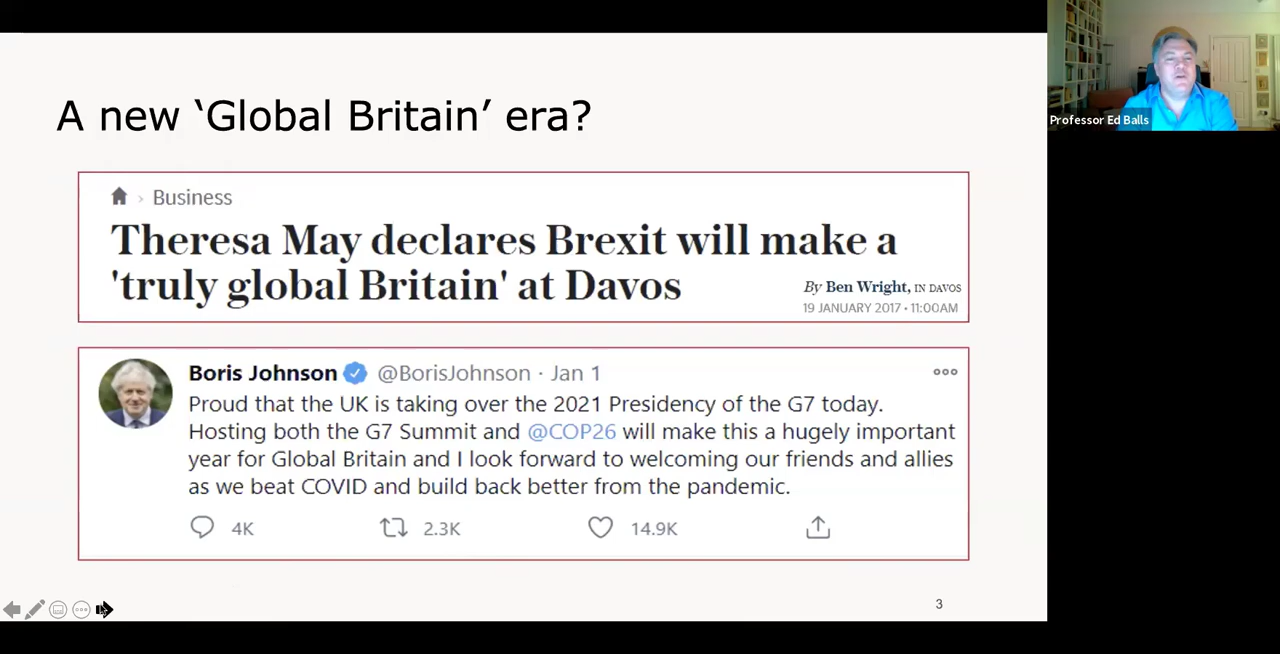 A new ‘Global Britain’ era?
Business
Theresa May declares Brexit will make a
'truly global Britain' at Davos
By Ben Wright, IN DAVOS
19 JANUARY 2017 • 11:00AM
Boris Johnson @BorisJohnson · Jan 1
Proud that the UK is taking over the 2021 Presidency of the G7 today.
Hosting both the G7 Summit and @COP26 will make this a hugely important
year for Global Britain and I look forward to welcoming our friends and allies
as we beat COVID and build back better from the pandemic.
4K 2.3K 14.9K
3
Professor Ed Balls